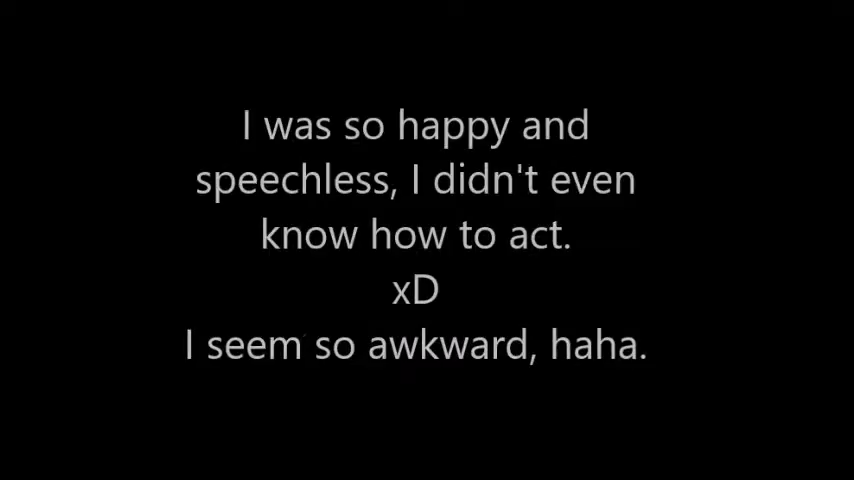 I was so happy and
speechless, I didn't even
know how to act.
xD
I seem so awkward, haha.